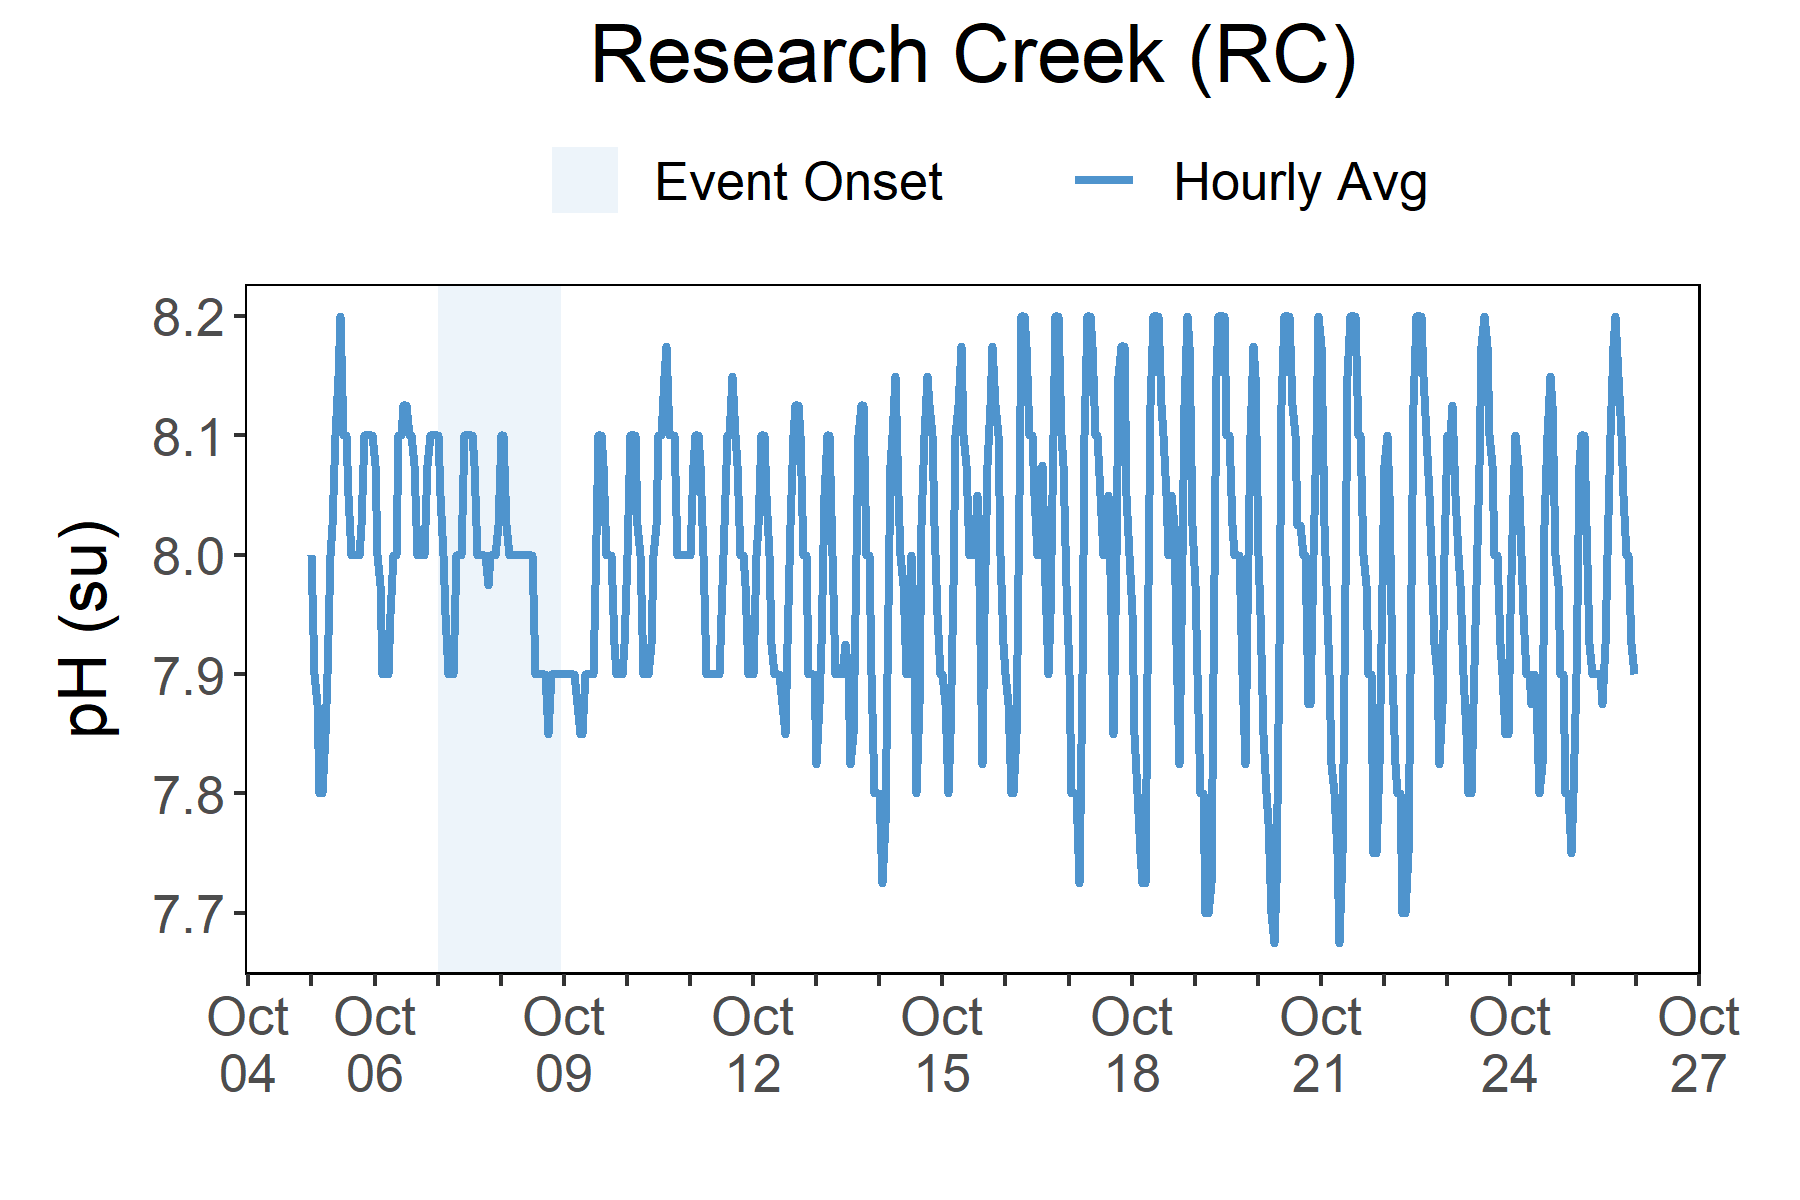 Research Creek (RC)
Event Onset
Hourly Avg
pH (su)
8.2
8.1
8.0
7.9
7.8
7.7
Oct 04
Oct 06
Oct 09
Oct 12
Oct 15
Oct 18
Oct 21
Oct 24
Oct 27